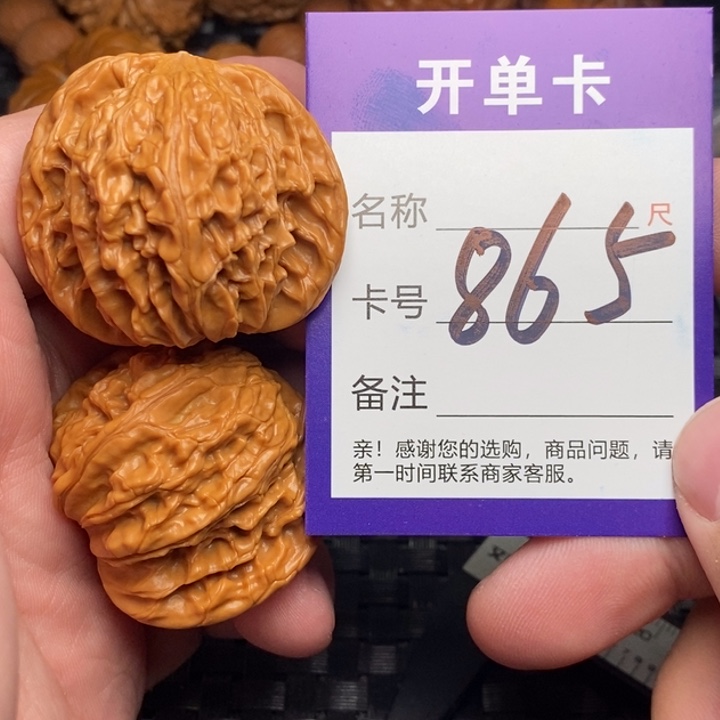 开单卡
名称 尺
卡号 865
备注
亲！感谢您的选购，商品问题，请
第一时间联系商家客服。